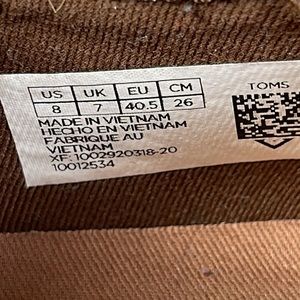 US UK EU CM TOMS
8 7 40.5 26
MADE IN VIETNAM
HECHO EN VIETNAM
FABRIQUE AU
VIETNAM
XF: 1002920318-20
10012534